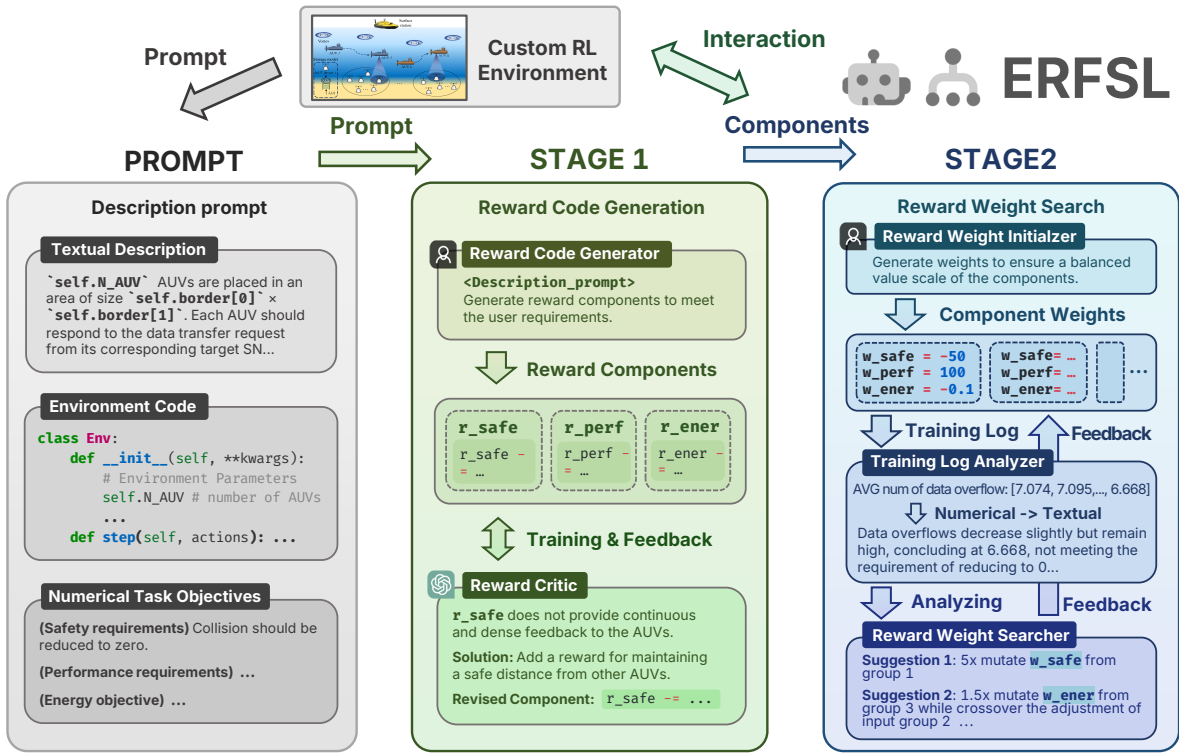 Prompt
Custom RL
Environment
Interaction
ERFSL
Prompt
Components
PROMPT
STAGE 1
STAGE2
Description prompt
Textual Description
`self.N_AUV` AUVs are placed in an
area of size `self.border[0]` ×
`self.border[1]`. Each AUV should
respond to the data transfer request
from its corresponding target SN...
Environment Code
class Env:
def __init__(self, **kwargs):
# Environment Parameters
self.N_AUV # number of AUVs
...
def step(self, actions): ...
Numerical Task Objectives
(Safety requirements) Collision should be
reduced to zero.
(Performance requirements) ...
(Energy objective) ...
Reward Code Generation
Reward Code Generator
<Description_prompt>
Generate reward components to meet
the user requirements.
Reward Components
r_safe
r_safe -
= ...
r_perf
r_perf -
= ...
r_ener
r_ener -
= ...
Training & Feedback
Reward Critic
r_safe does not provide continuous
and dense feedback to the AUVs.
Solution: Add a reward for maintaining
a safe distance from other AUVs.
Revised Component: r_safe -= ...
Reward Weight Search
Reward Weight Initialzer
Generate weights to ensure a balanced
value scale of the components.
Component Weights
w_safe = -50
w_perf = 100
w_ener = -0.1
w_safe= …
w_perf= …
w_ener= …
...
Training Log
Feedback
Training Log Analyzer
AVG num of data overflow: [7.074, 7.095,..., 6.668]
Numerical -> Textual
Data overflows decrease slightly but remain
high, concluding at 6.668, not meeting the
requirement of reducing to 0...
Analyzing
Feedback
Reward Weight Searcher
Suggestion 1: 5x mutate w_safe from
group 1
Suggestion 2: 1.5x mutate w_ener from
group 3 while crossover the adjustment of
input group 2 ...